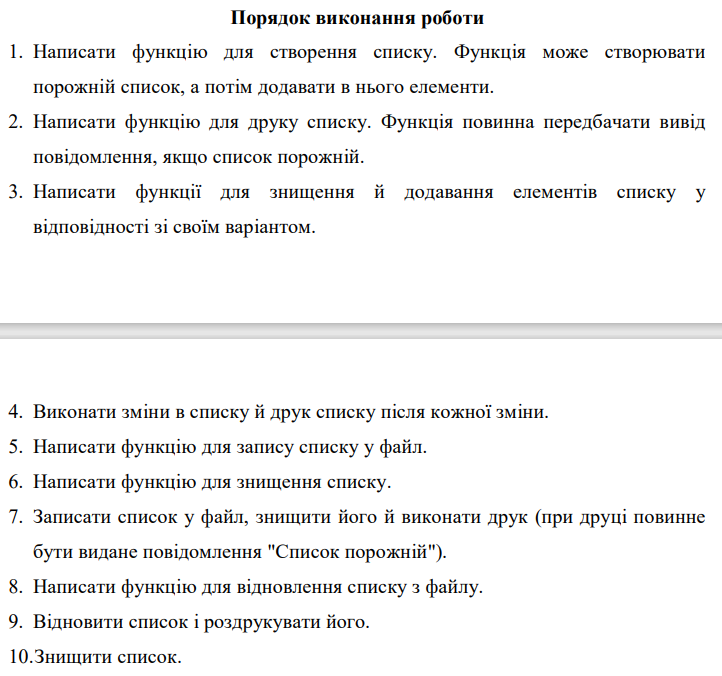 Порядок виконання роботи
1. Написати функцію для створення списку. Функція може створювати
порожній список, а потім додавати в нього елементи.
2. Написати функцію для друку списку. Функція повинна передбачати вивід
повідомлення, якщо список порожній.
3. Написати функції для знищення й додавання елементів списку у
відповідності зі своїм варіантом.
4. Виконати зміни в списку й друк списку після кожної зміни.
5. Написати функцію для запису списку у файл.
6. Написати функцію для знищення списку.
7. Записати список у файл, знищити його й виконати друк (при друці повинне
бути видане повідомлення "Список порожній").
8. Написати функцію для відновлення списку з файлу.
9. Відновити список і роздрукувати його.
10.Знищити список.